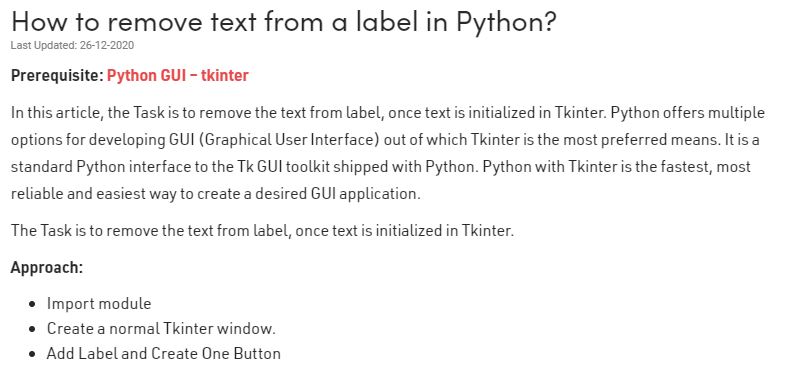 How to remove text from a label in Python?
Last Updated: 26-12-2020
Prerequisite: Python GUI – tkinter
In this article, the Task is to remove the text from label, once text is initialized in Tkinter. Python offers multiple
options for developing GUI (Graphical User Interface) out of which Tkinter is the most preferred means. It is a
standard Python interface to the Tk GUI toolkit shipped with Python. Python with Tkinter is the fastest, most
reliable and easiest way to create a desired GUI application.
The Task is to remove the text from label, once text is initialized in Tkinter.
Approach:
• Import module
• Create a normal Tkinter window.
• Add Label and Create One Button